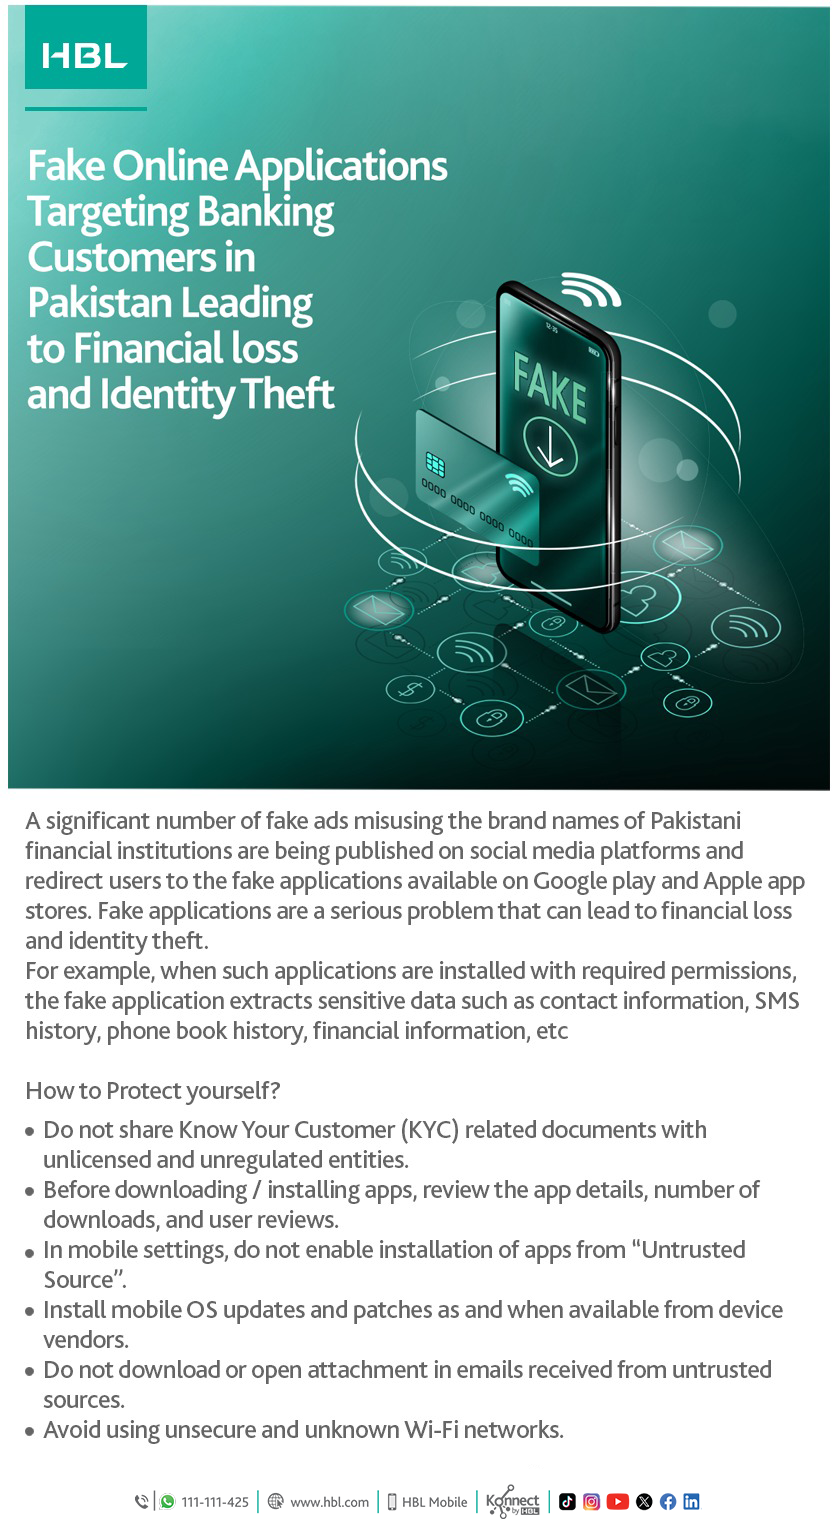 HBL
Fake Online Applications
Targeting Banking
Customers in
Pakistan Leading
to Financial loss
and Identity Theft
12:35
FAKE
0000 0000 0000 0000
A significant number of fake ads misusing the brand names of Pakistani
financial institutions are being published on social media platforms and
redirect users to the fake applications available on Google play and Apple app
stores. Fake applications are a serious problem that can lead to financial loss
and identity theft.
For example, when such applications are installed with required permissions,
the fake application extracts sensitive data such as contact information, SMS
history, phone book history, financial information, etc
How to Protect yourself?
• Do not share Know Your Customer (KYC) related documents with
unlicensed and unregulated entities.
• Before downloading / installing apps, review the app details, number of
downloads, and user reviews.
• In mobile settings, do not enable installation of apps from “Untrusted
Source”.
• Install mobile OS updates and patches as and when available from device
vendors.
• Do not download or open attachment in emails received from untrusted
sources.
• Avoid using unsecure and unknown Wi-Fi networks.
111-111-425 | www.hbl.com | HBL Mobile | Konnect by HBL